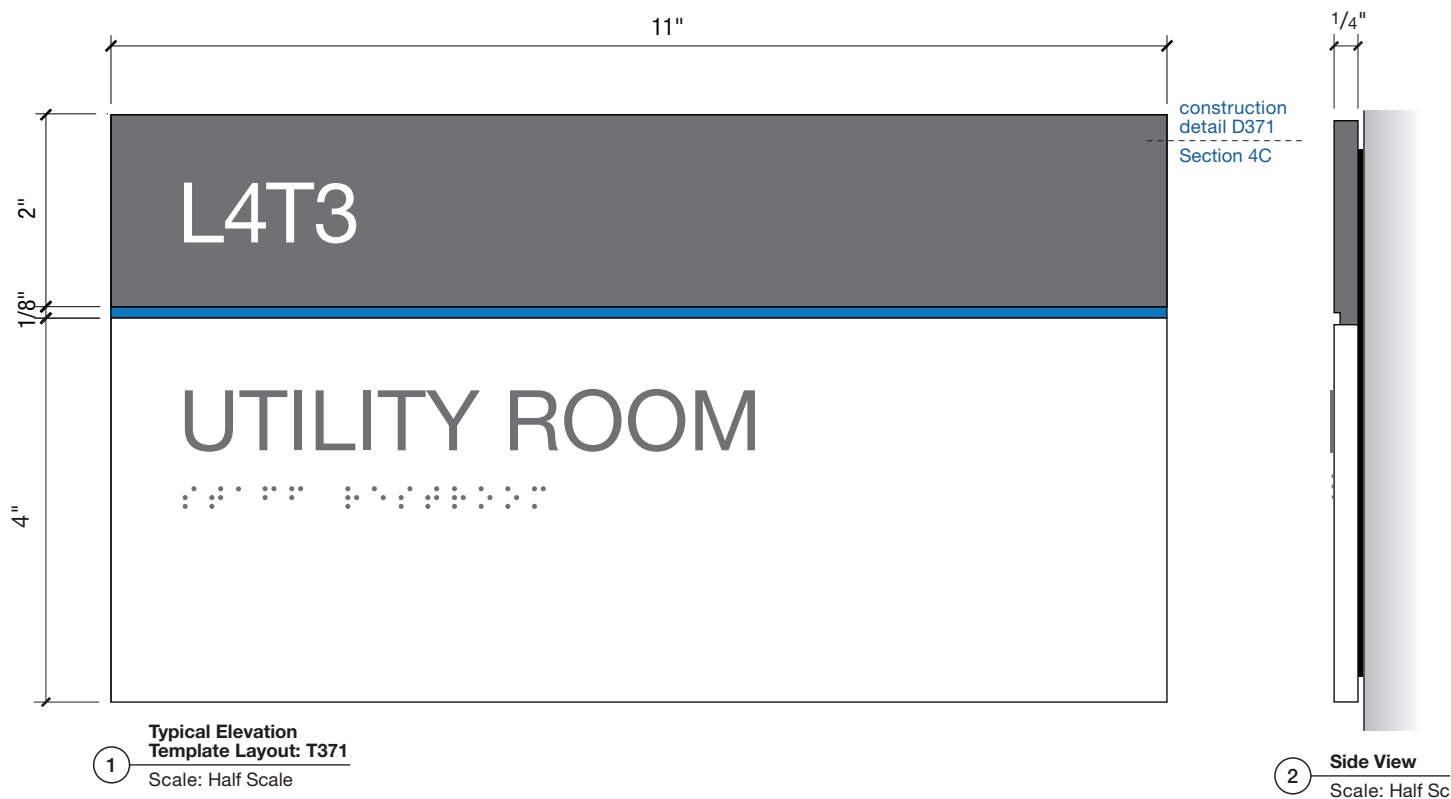 11"
1/4"
construction
detail D371
Section 4C
2"
L4T3
1/8"
4"
UTILITY ROOM
⠎⠞⠁⠋⠋ ⠗⠑⠎⠞⠗⠕⠕⠍
1
Typical Elevation
Template Layout: T371
Scale: Half Scale
2
Side View
Scale: Half Sc